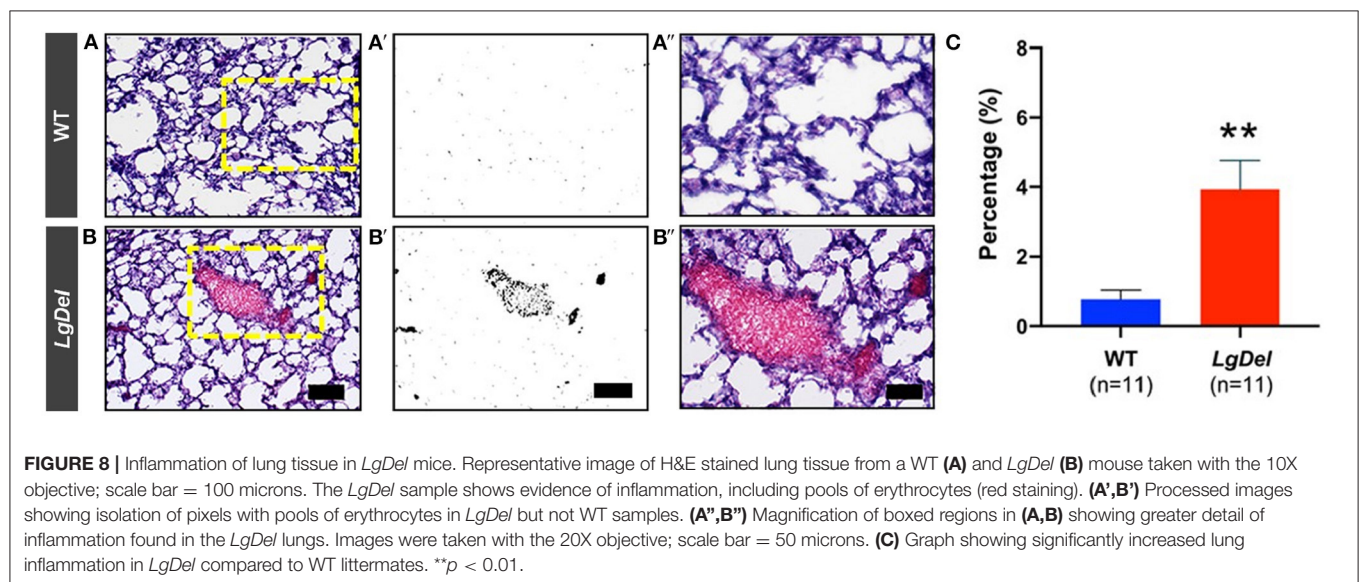 A
A′
A″
C
WT
B
B′
B″
LgDel
8
6
4
2
0
Percentage (%)
**
WT
(n=11)
LgDel
(n=11)
FIGURE 8 | Inflammation of lung tissue in LgDel mice. Representative image of H&E stained lung tissue from a WT (A) and LgDel (B) mouse taken with the 10X
objective; scale bar = 100 microns. The LgDel sample shows evidence of inflammation, including pools of erythrocytes (red staining). (A',B') Processed images
showing isolation of pixels with pools of erythrocytes in LgDel but not WT samples. (A",B") Magnification of boxed regions in (A,B) showing greater detail of
inflammation found in the LgDel lungs. Images were taken with the 20X objective; scale bar = 50 microns. (C) Graph showing significantly increased lung
inflammation in LgDel compared to WT littermates. **p < 0.01.